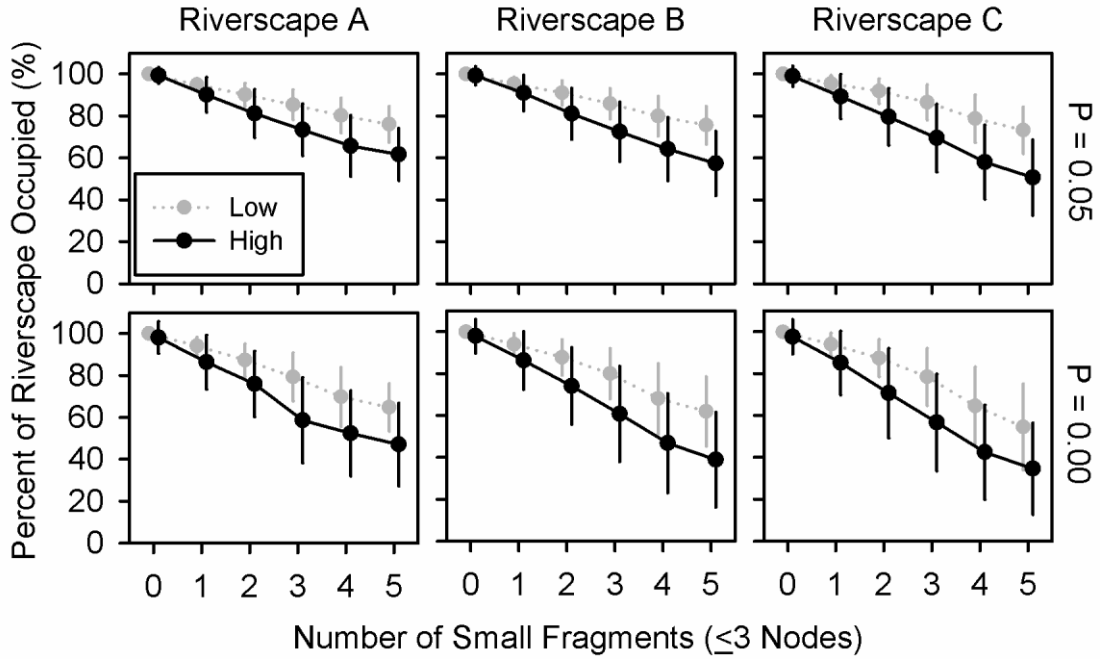 Riverscape A Riverscape B Riverscape C
Percent of Riverscape Occupied (%)
100
80
60
40
20
0
Low
High
P = 0.05
100
80
60
40
20
0
P = 0.00
0 1 2 3 4 5 0 1 2 3 4 5 0 1 2 3 4 5
Number of Small Fragments (≤3 Nodes)